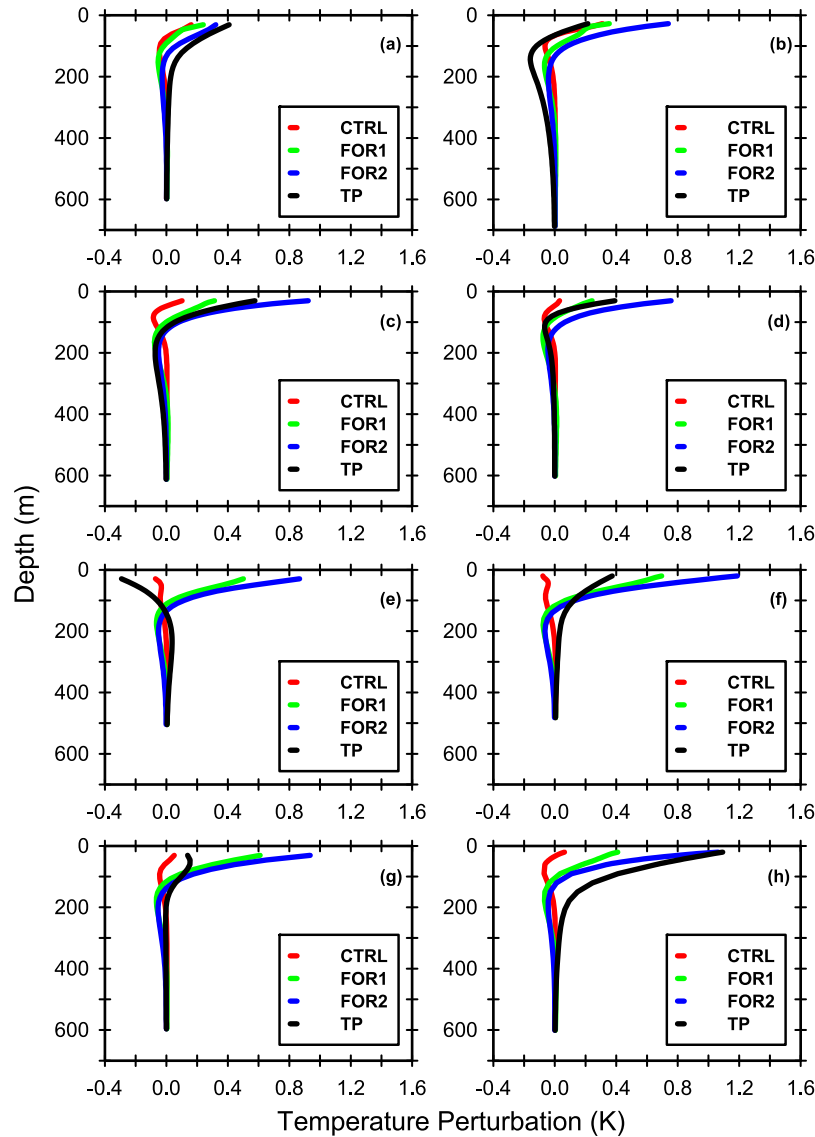 0 (a) 0 (b)
200 200
400 CTRL 400 CTRL
FOR1 FOR1
FOR2 FOR2
600 TP 600 TP
-0.4 0.0 0.4 0.8 1.2 1.6 -0.4 0.0 0.4 0.8 1.2 1.6
0 (c) 0 (d)
200 200
400 CTRL 400 CTRL
FOR1 FOR1
FOR2 FOR2
600 TP 600 TP
-0.4 0.0 0.4 0.8 1.2 1.6 -0.4 0.0 0.4 0.8 1.2 1.6
Depth (m)
0 (e) 0 (f)
200 200
400 CTRL 400 CTRL
FOR1 FOR1
FOR2 FOR2
600 TP 600 TP
-0.4 0.0 0.4 0.8 1.2 1.6 -0.4 0.0 0.4 0.8 1.2 1.6
0 (g) 0 (h)
200 200
400 CTRL 400 CTRL
FOR1 FOR1
FOR2 FOR2
600 TP 600 TP
-0.4 0.0 0.4 0.8 1.2 1.6 -0.4 0.0 0.4 0.8 1.2 1.6
Temperature Perturbation (K)